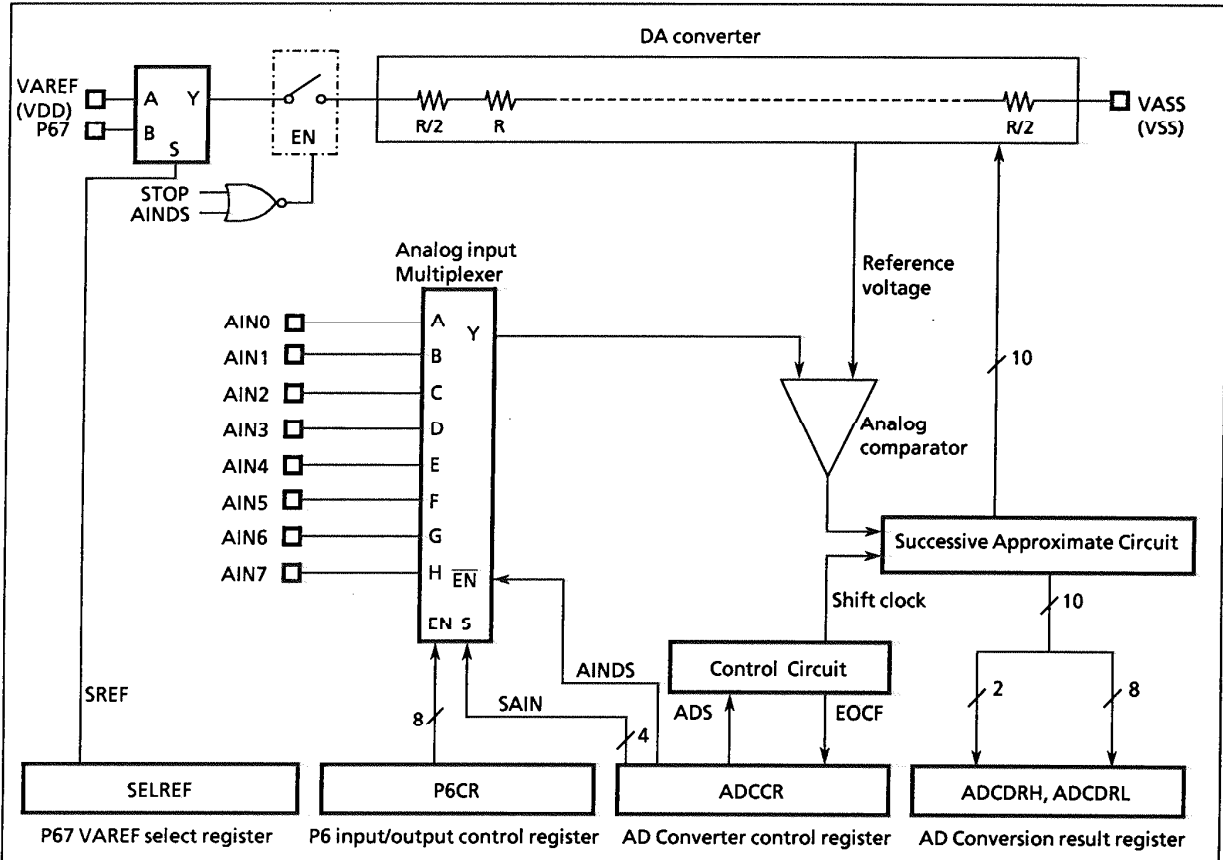 DA converter
VAREF
(VDD)
P67
A
Y
B
S
EN
R/2
R
R/2
VASS
(VSS)
STOP
AINDS
Analog input
Multiplexer
Reference
voltage
AIN0
AIN1
AIN2
AIN3
AIN4
AIN5
AIN6
AIN7
A
Y
B
C
D
E
F
G
H
EN
EN S
10
Analog
comparator
Successive Approximate Circuit
Shift clock
10
Control Circuit
AINDS
SAIN
ADS
EOCF
SREF
8
4
2
8
SELREF
P6CR
ADCCR
ADCDRH, ADCDRL
P67 VAREF select register
P6 input/output control register
AD Converter control register
AD Conversion result register